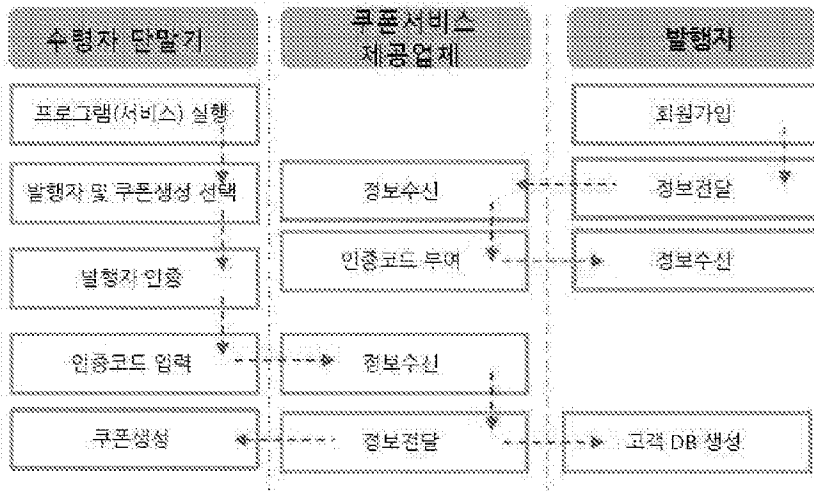 수령자 단말기
쿠폰서비스
제공업체
발행자
프로그램(서비스) 실행
회원가입
발행자 및 쿠폰생성 선택
정보수신
정보전달
발행자 인증
인증코드 부여
정보수신
인증코드 입력
정보수신
쿠폰생성
정보전달
고객 DB 생성